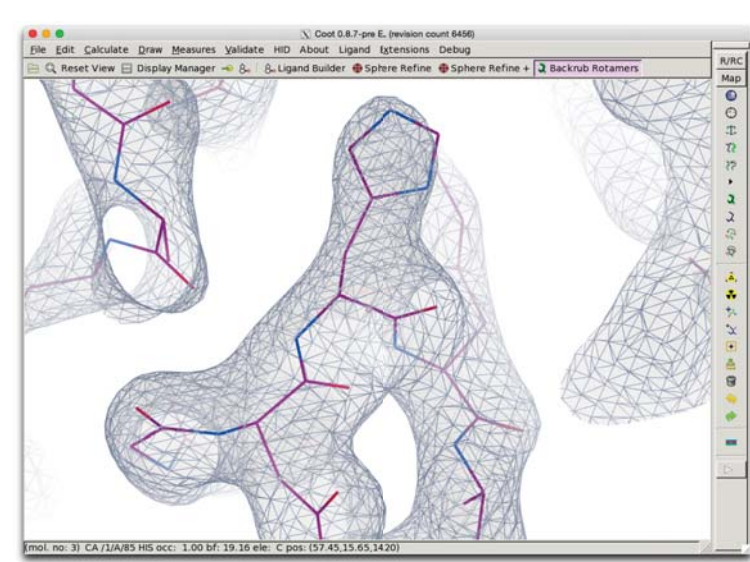 Coot 0.8.7-pre E. (revision count 6456)
File Edit Calculate Draw Measures Validate HID About Ligand Extensions Debug
Reset View Display Manager Ligand Builder Sphere Refine Sphere Refine + Backrub Rotamers
R/RC
Map
(mol. no: 3) CA /1/A/85 HIS occ: 1.00 bf: 19.16 ele: C pos: (57.45,15.65,1420)